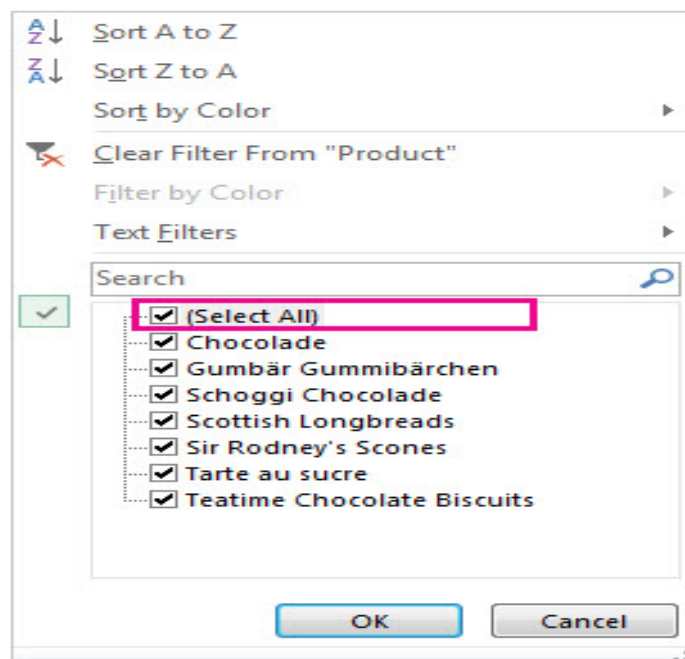 Sort A to Z
Sort Z to A
Sort by Color
Clear Filter From "Product"
Filter by Color
Text Filters
Search
(Select All)
Chocolade
Gumbär Gummibärchen
Schoggi Chocolade
Scottish Longbreads
Sir Rodney's Scones
Tarte au sucre
Teatime Chocolate Biscuits
OK Cancel